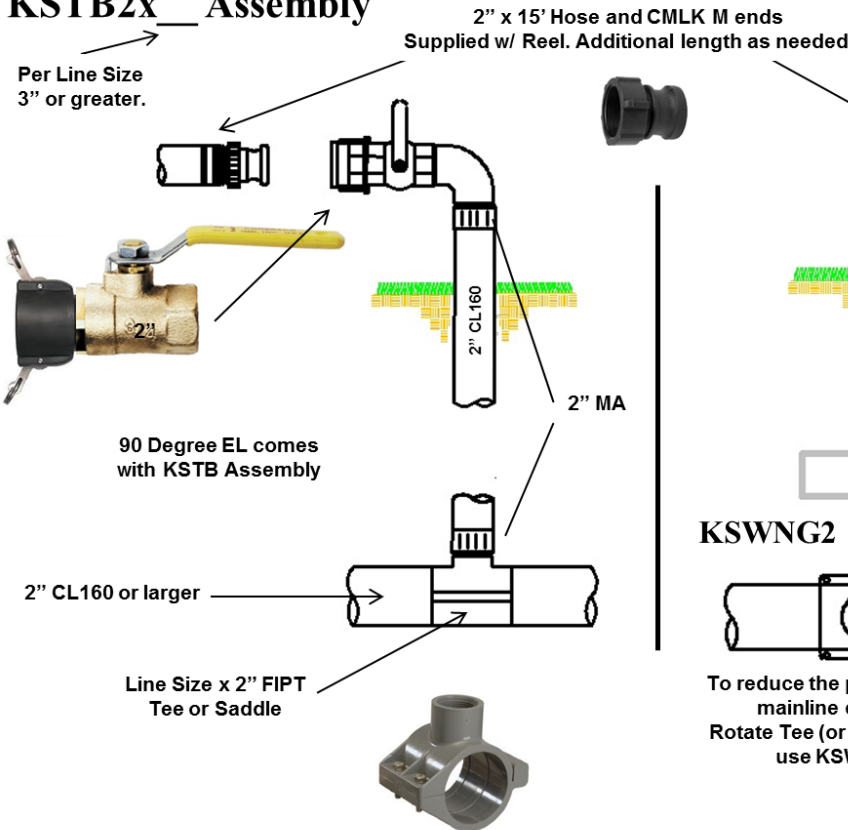 KSTB2x__ Assembly
2” x 15’ Hose and CMLK M ends
Supplied w/ Reel. Additional length as needed
Per Line Size
3” or greater.
2”
2” CL160
2” MA
90 Degree EL comes
with KSTB Assembly
2” CL160 or larger
Line Size x 2” FIPT
Tee or Saddle
KSWNG2
To reduce the
mainline
Rotate Tee (or
use